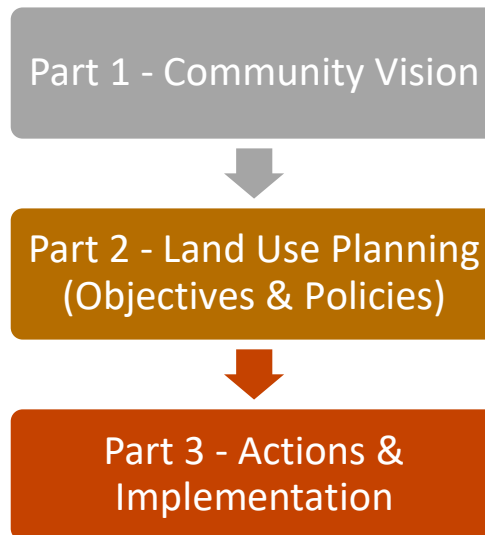 Part 1 - Community Vision
Part 2 - Land Use Planning
(Objectives & Policies)
Part 3 - Actions &
Implementation